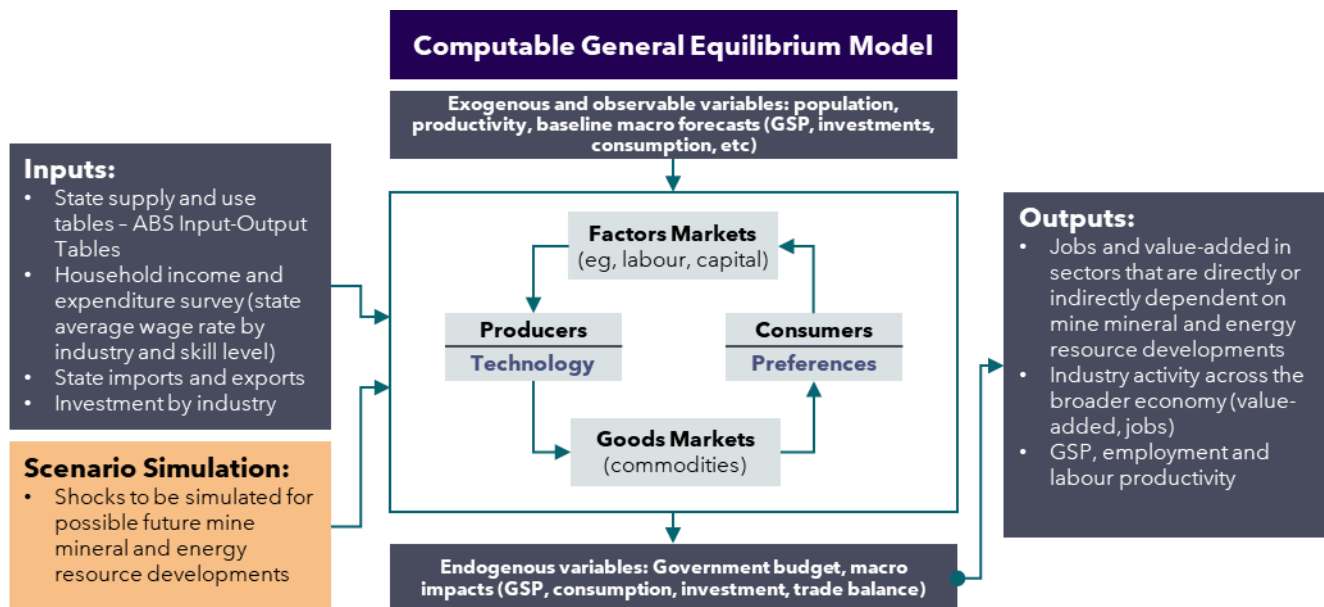 Computable General Equilibrium Model
Exogenous and observable variables: population,
productivity, baseline macro forecasts (GSP, investments,
consumption, etc)
Inputs:
• State supply and use
tables – ABS Input-Output
Tables
• Household income and
expenditure survey (state
average wage rate by
industry and skill level)
• State imports and exports
• Investment by industry
Scenario Simulation:
• Shocks to be simulated for
possible future mine
mineral and energy
resource developments
Factors Markets
(eg, labour, capital)
Producers
Technology
Consumers
Preferences
Goods Markets
(commodities)
Endogenous variables: Government budget, macro
impacts (GSP, consumption, investment, trade balance)
Outputs:
• Jobs and value-added in
sectors that are directly or
indirectly dependent on
mine mineral and energy
resource developments
• Industry activity across the
broader economy (value-
added, jobs)
• GSP, employment and
labour productivity